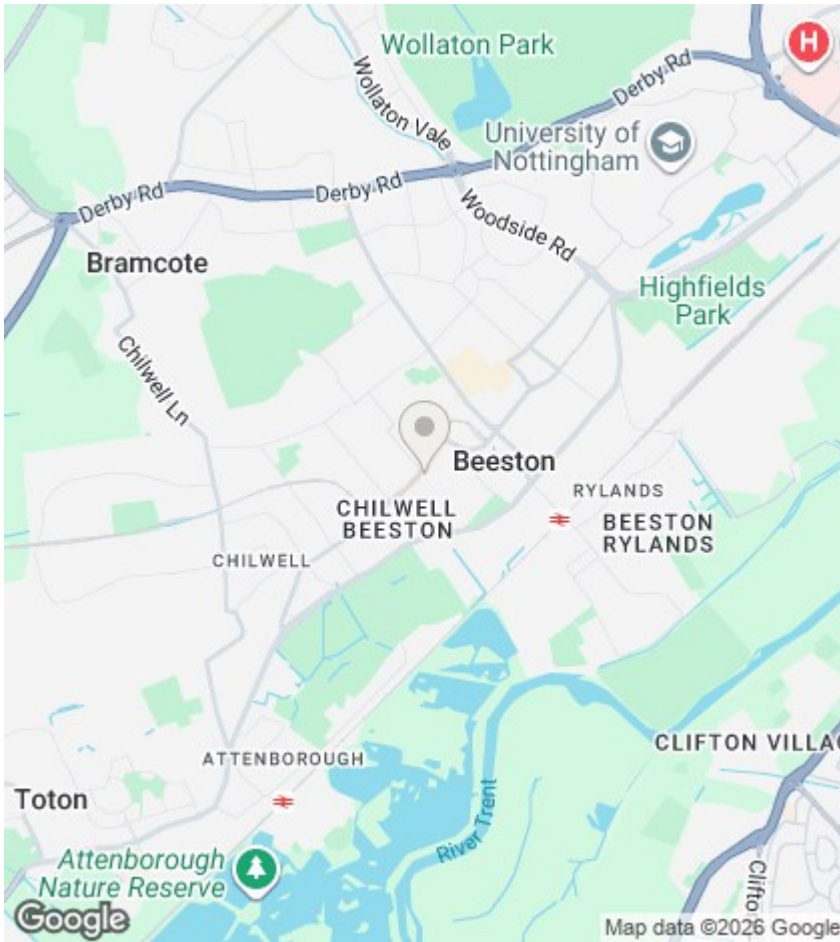 Wollaton Park
H
Derby Rd
Wollaton Vale
University of
Nottingham
Derby Rd
Derby Rd
Woodside Rd
Bramcote
Highfields
Park
Chilwell Ln
Beeston
RYLANDS
CHILWELL
BEESTON
BEESTON
RYLANDS
CHILWELL
CLIFTON VILLAG
ATTENBOROUGH
Toton
River Trent
Attenborough
Nature Reserve
Clifto
Google
Map data ©2026 Google